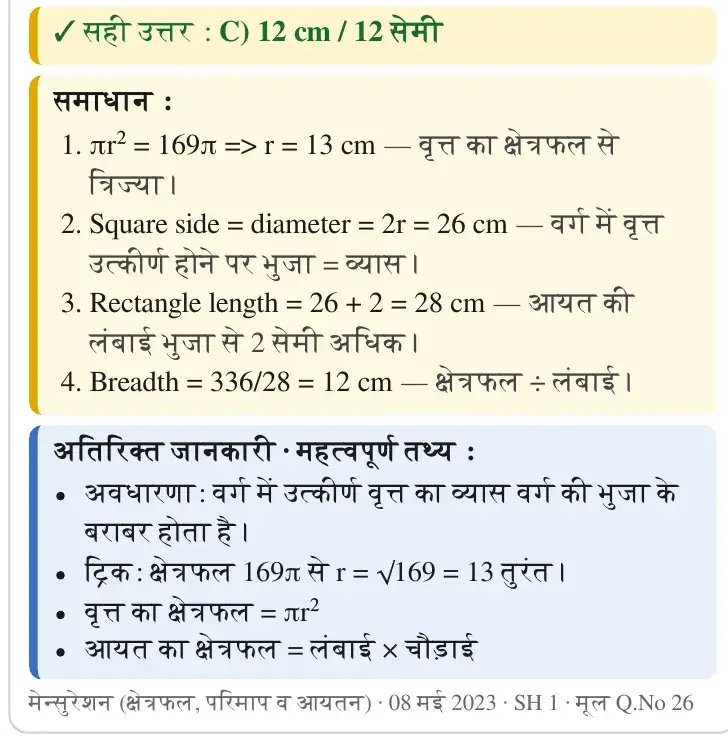 ✓ सही उत्तर : C) 12 cm / 12 सेमी
समाधान :
1. πr² = 169π => r = 13 cm — वृत्त का क्षेत्रफल से
त्रिज्या।
2. Square side = diameter = 2r = 26 cm — वर्ग में वृत्त
उत्कीर्ण होने पर भुजा = व्यास।
3. Rectangle length = 26 + 2 = 28 cm — आयत की
लंबाई भुजा से 2 सेमी अधिक।
4. Breadth = 336/28 = 12 cm — क्षेत्रफल ÷ लंबाई।
अतिरिक्त जानकारी · महत्वपूर्ण तथ्य :
• अवधारणा : वर्ग में उत्कीर्ण वृत्त का व्यास वर्ग की भुजा के
बराबर होता है।
• ट्रिक : क्षेत्रफल 169π से r = √169 = 13 तुरंत।
• वृत्त का क्षेत्रफल = πr²
• आयत का क्षेत्रफल = लंबाई × चौड़ाई
मेन्सुरेशन (क्षेत्रफल, परिमाप व आयतन) · 08 मई 2023 · SH 1 · मूल Q.No 26